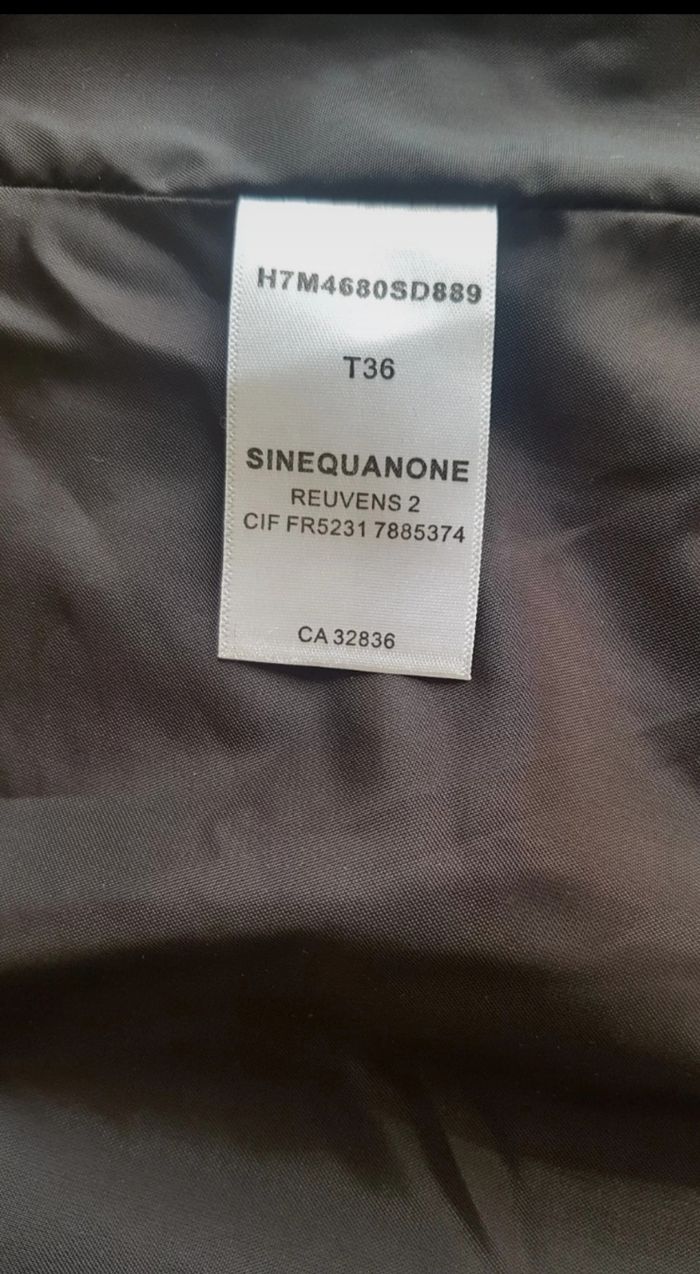 H7M4680SD889
T36
SINEQUANONE
REUVENS 2
CIF FR5231 7885374
CA 32836